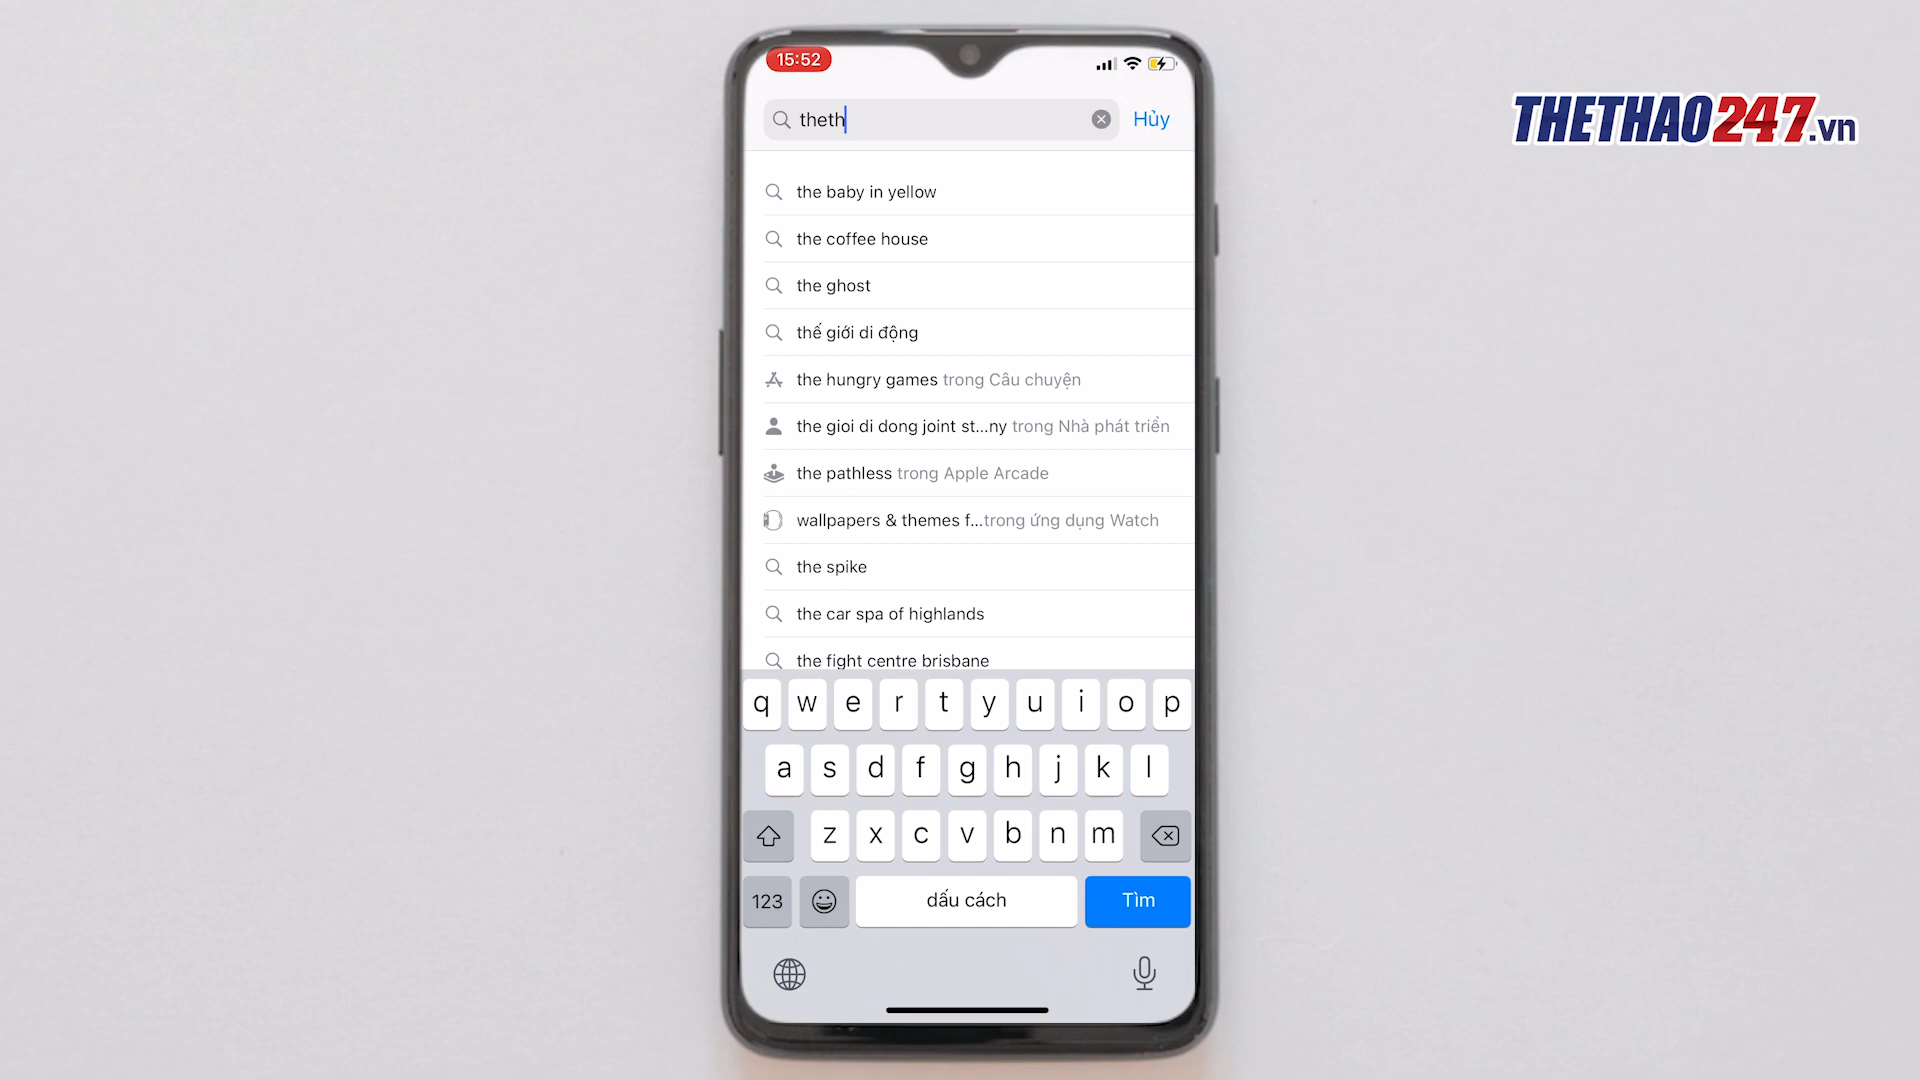 15:52
theth
Hủy
THETHAO247.vn
the baby in yellow
the coffee house
the ghost
thế giới di động
the hungry games trong Câu chuyện
the gioi di dong joint st...ny trong Nhà phát triển
the pathless trong Apple Arcade
wallpapers & themes f...trong ứng dụng Watch
the spike
the car spa of highlands
the fight centre brisbane
q w e r t y u i o p
a s d f g h j k l
z x c v b n m
123
dấu cách
Tìm